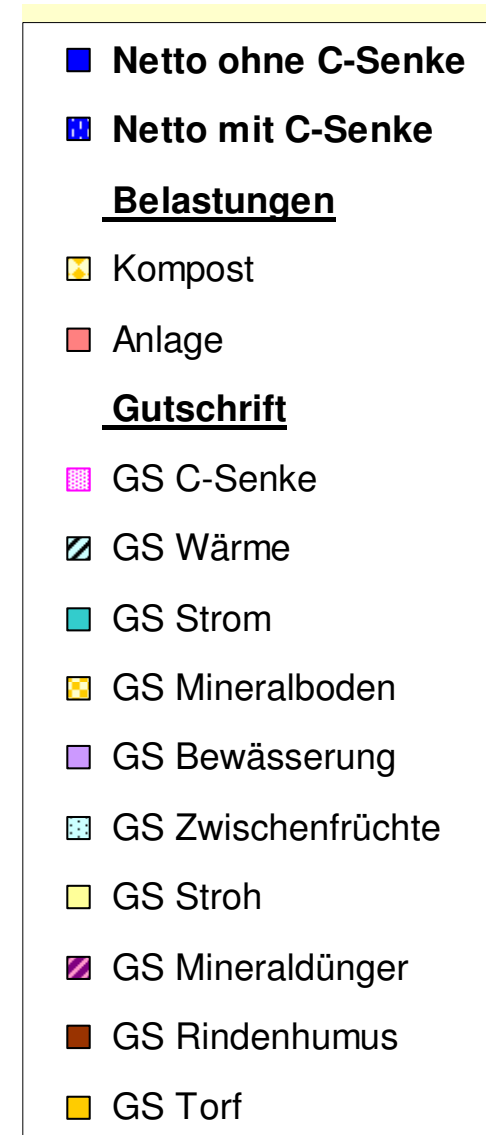 Netto ohne C-Senke
Netto mit C-Senke
Belastungen
Kompost
Anlage
Gutschrift
GS C-Senke
GS Wärme
GS Strom
GS Mineralboden
GS Bewässerung
GS Zwischenfrüchte
GS Stroh
GS Mineraldünger
GS Rindenhumus
GS Torf